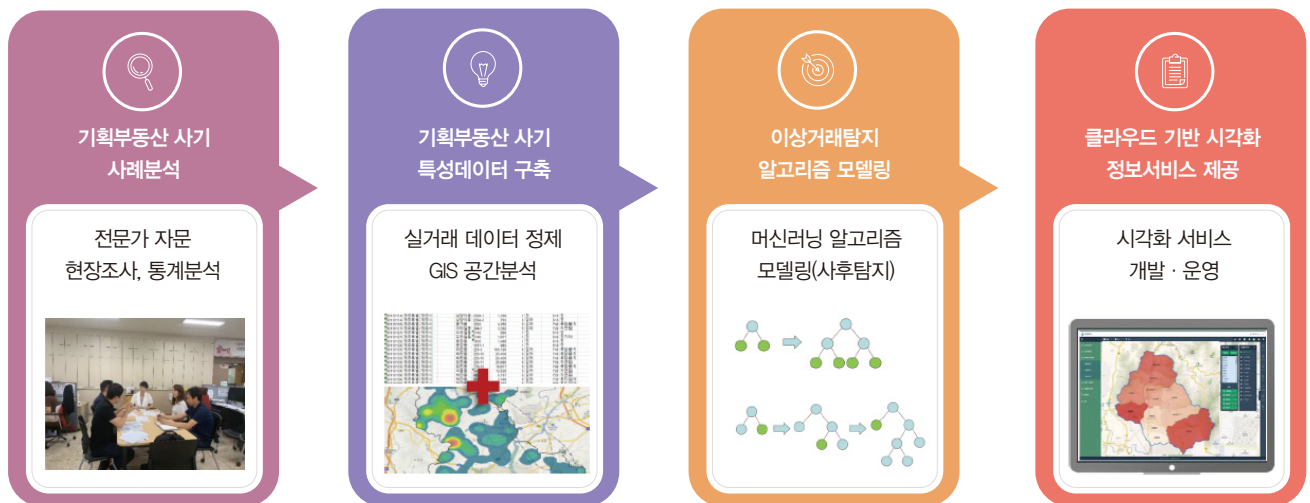 기획부동산 사기
사례분석
전문가 자문
현장조사, 통계분석
기획부동산 사기
특성데이터 구축
실거래 데이터 정제
GIS 공간분석
이상거래탐지
알고리즘 모델링
머신러닝 알고리즘
모델링(사후탐지)
클라우드 기반 시각화
정보서비스 제공
시각화 서비스
개발 · 운영